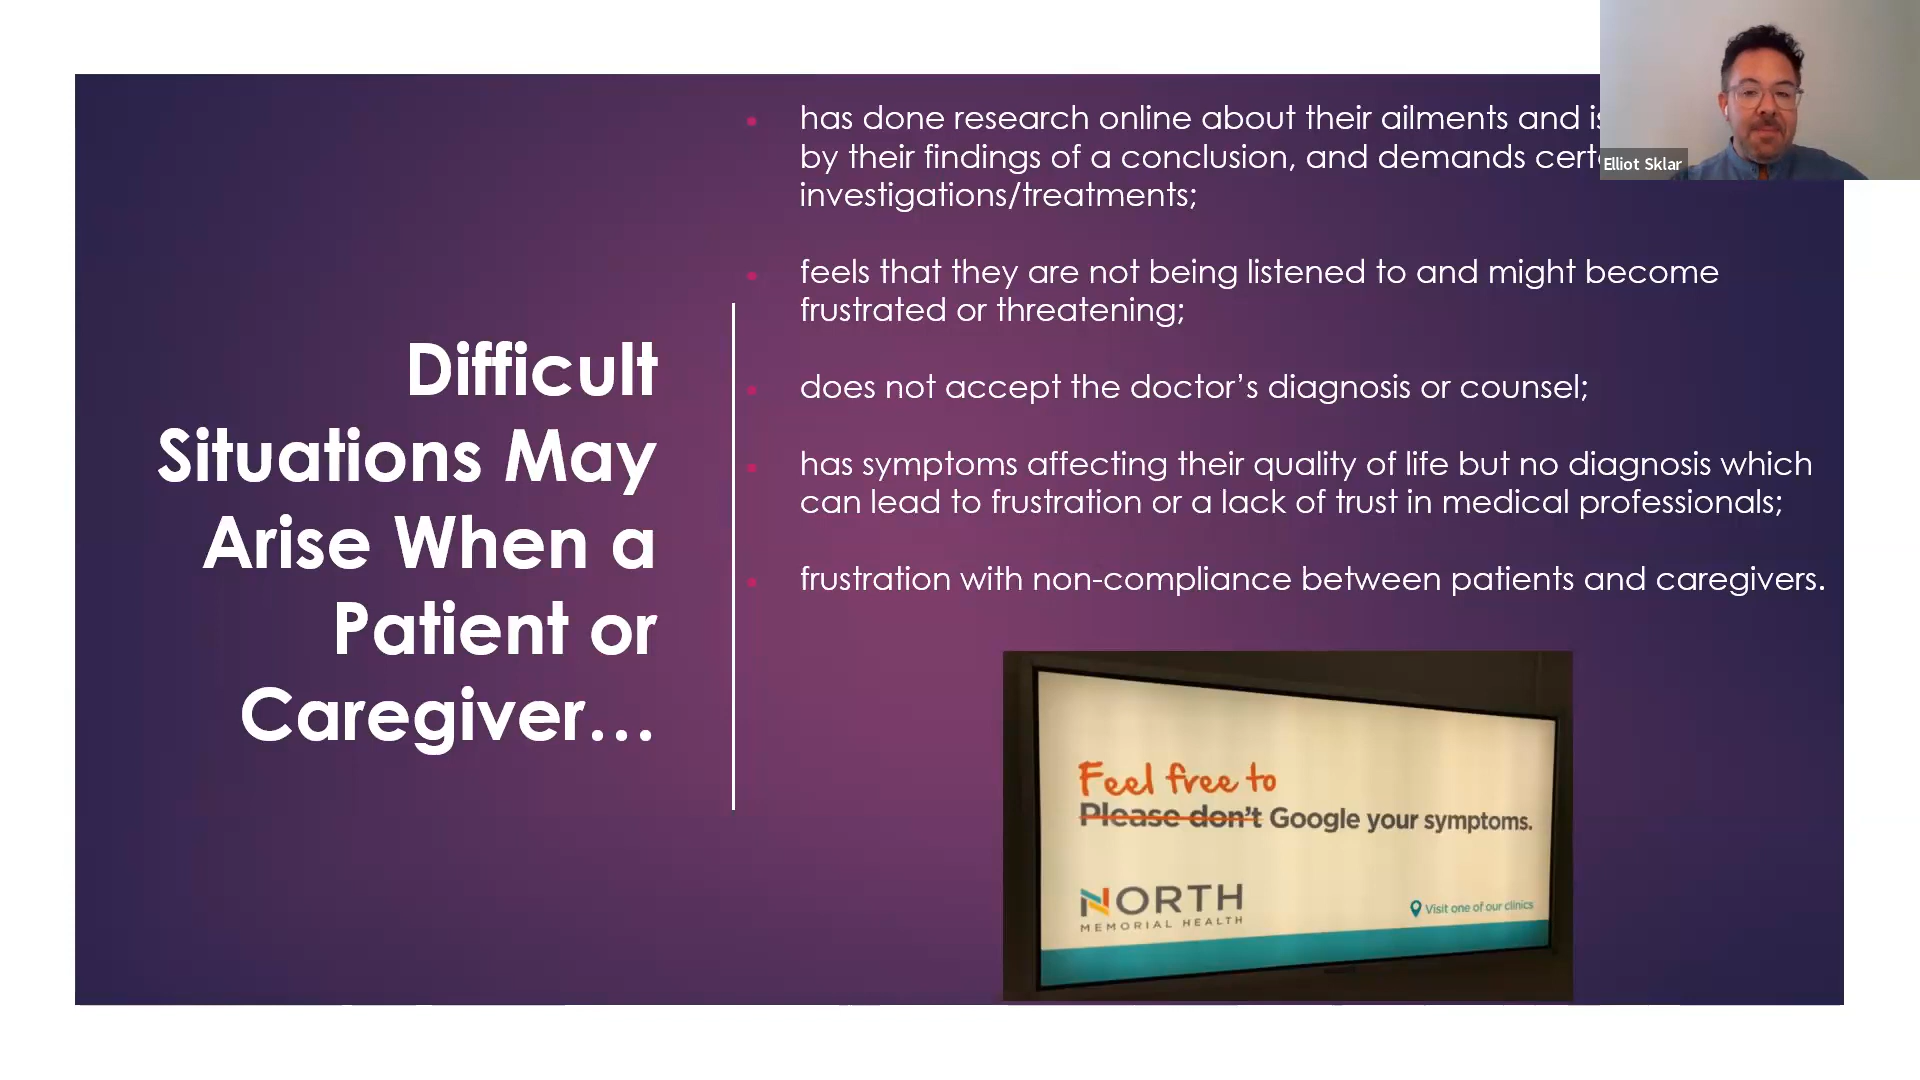 Difficult
Situations May
Arise When a
Patient or
Caregiver…
has done research online about their ailments and
by their findings of a conclusion, and demands
investigations/treatments;
feels that they are not being listened to and might become
frustrated or threatening;
does not accept the doctor’s diagnosis or counsel;
has symptoms affecting their quality of life but no diagnosis which
can lead to frustration or a lack of trust in medical professionals;
frustration with non-compliance between patients and caregivers.
Elliot Sklar
Feel free to
Please don't Google your symptoms.
NORTH
MEMORIAL HEALTH
Visit one of our clinics